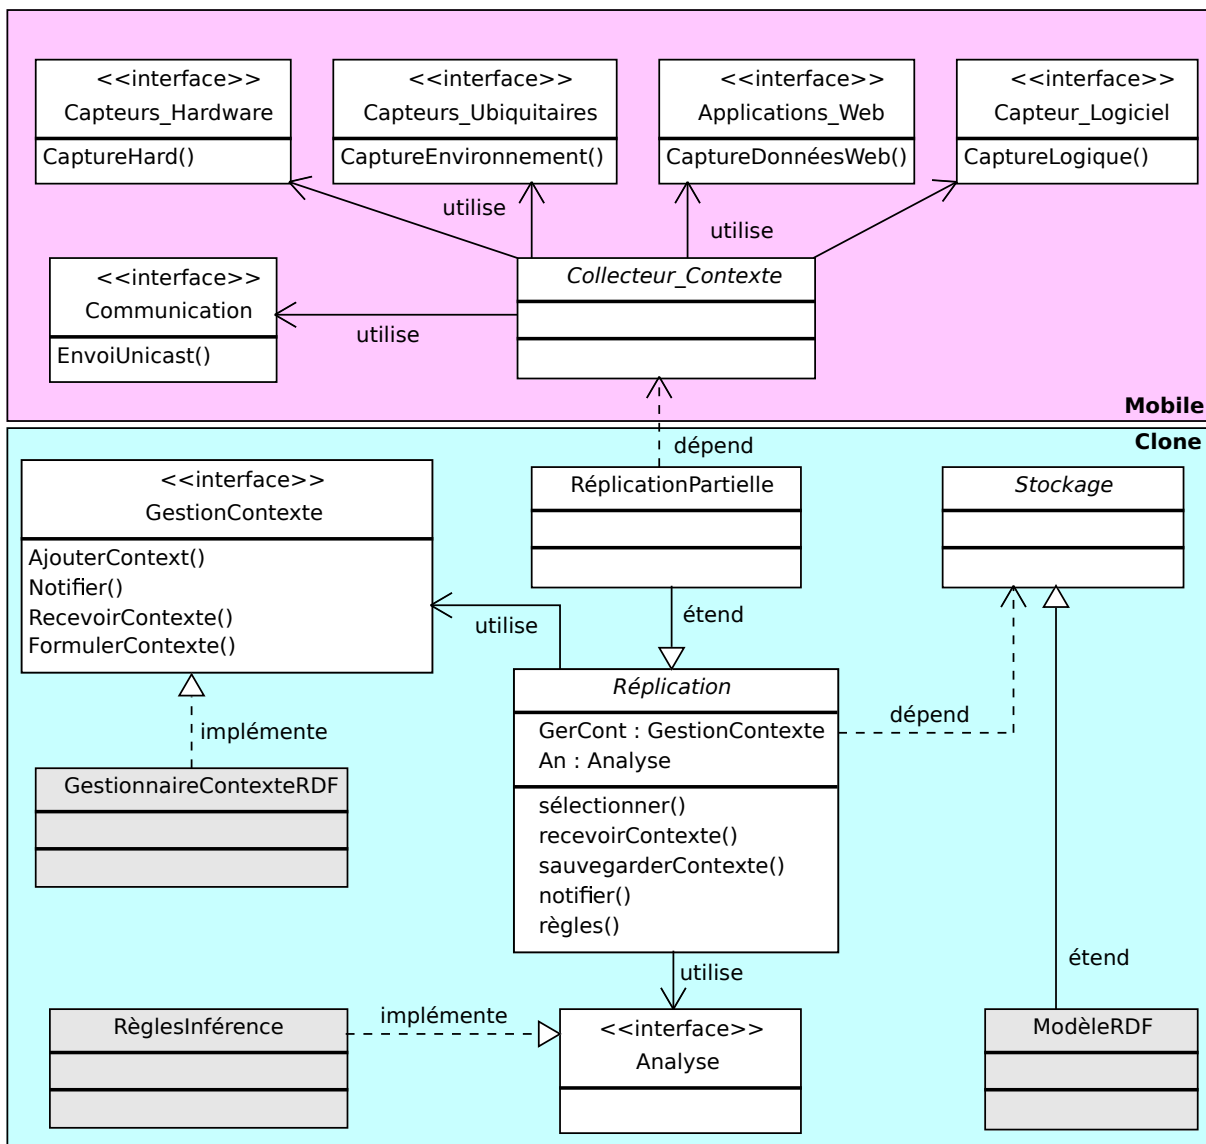 <<interface>>
Capteurs_Hardware
CaptureHard()
<<interface>>
Capteurs_Ubiquitaires
CaptureEnvironnement()
<<interface>>
Applications_Web
CaptureDonnéesWeb()
<<interface>>
Capteur_Logiciel
CaptureLogique()
utilise
utilise
<<interface>>
Communication
EnvoiUnicast()
utilise
Collecteur_Contexte
Mobile
Clone
dépend
<<interface>>
GestionContexte
AjouterContext()
Notifier()
RecevoirContexte()
FormulerContexte()
RéplicationPartielle
Stockage
utilise
étend
Réplication
GerCont : GestionContexte
An : Analyse
sélectionner()
recevoirContexte()
sauvegarderContexte()
notifier()
règles()
dépend
implémente
GestionnaireContexteRDF
utilise
étend
RèglesInférence
implémente
<<interface>>
Analyse
ModèleRDF